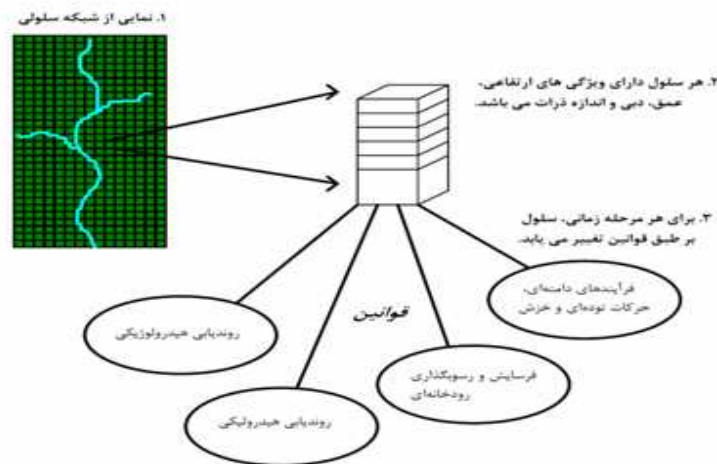 ۱. نمایی از شبکه سلولی
۲. هر سلول دارای ویژگی های ارتفاعی،
عمق، دبی و اندازه ذرات می باشد.
۳. برای هر مرحله زمانی، سلول
بر طبق قوانین تغییر می یابد.
فرآیندهای دامنه‌ای،
حرکات توده‌ای و خزش
قوانین
روندیابی هیدرولوژیکی
فرسایش و رسوبگذاری
رودخانه‌ای
روندیابی هیدرولیکی